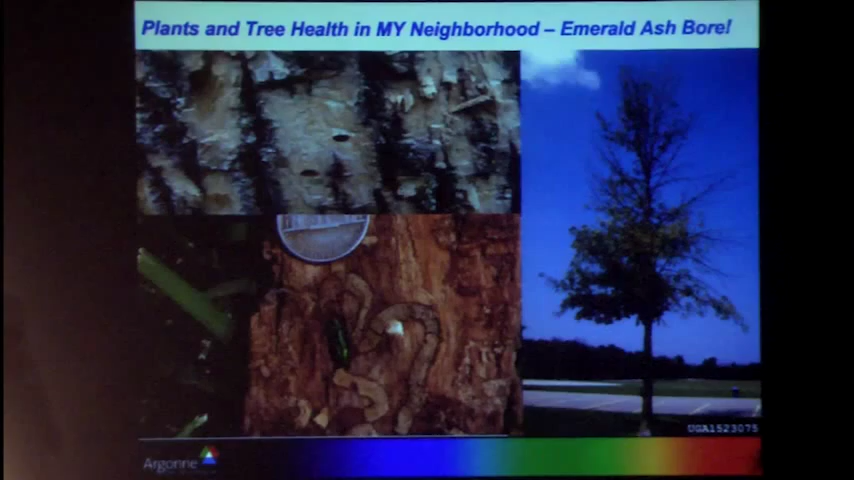 Plants and Tree Health in MY Neighborhood – Emerald Ash Bore!
UGA1523075
Argonne